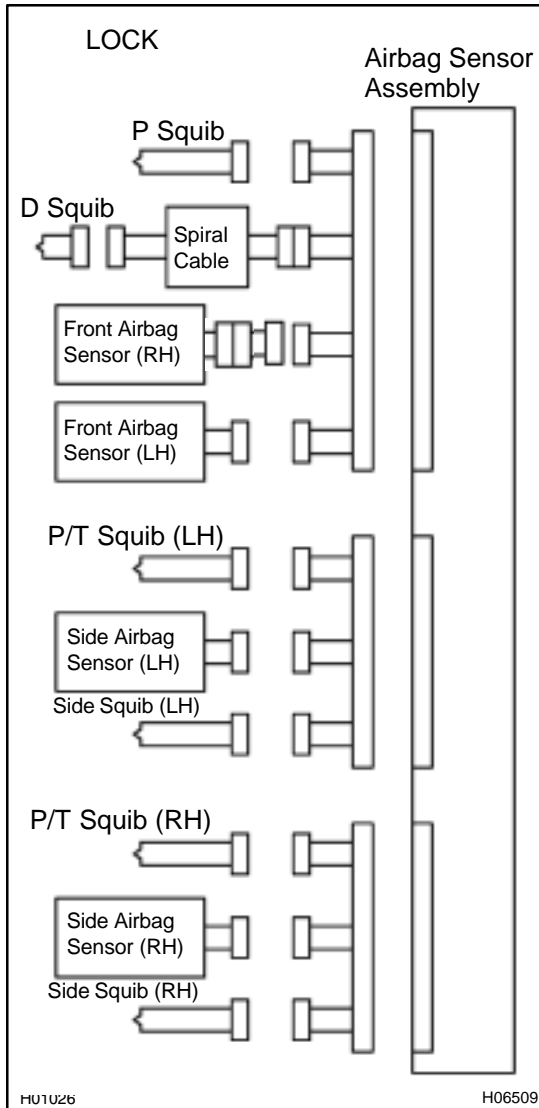 LOCK
Airbag Sensor
Assembly
P Squib
D Squib
Spiral
Cable
Front Airbag
Sensor (RH)
Front Airbag
Sensor (LH)
P/T Squib (LH)
Side Airbag
Sensor (LH)
Side Squib (LH)
P/T Squib (RH)
Side Airbag
Sensor (RH)
Side Squib (RH)
H01026
H06509